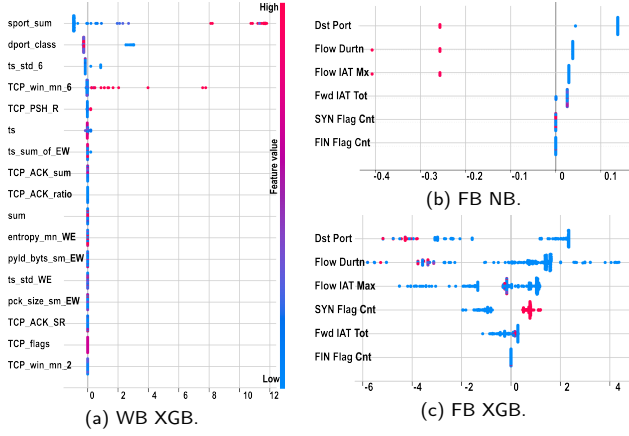 High
sport_sum
dport_class
ts_std_6
TCP_win_mn_6
TCP_PSH_R
ts
ts_sum_of_EW
TCP_ACK_sum
TCP_ACK_ratio
sum
entropy_mn_WE
pyld_byts_sm_EW
ts_std_WE
pck_size_sm_EW
TCP_ACK_SR
TCP_flags
TCP_win_mn_2
Feature value
Low
0 2 4 6 8 10 12
(a) WB XGB.
Dst Port
Flow Durtn
Flow IAT Mx
Fwd IAT Tot
SYN Flag Cnt
FIN Flag Cnt
-0.4 -0.3 -0.2 -0.1 0 0.1
(b) FB NB.
Dst Port
Flow Durtn
Flow IAT Max
SYN Flag Cnt
Fwd IAT Tot
FIN Flag Cnt
-6 -4 -2 0 2 4
(c) FB XGB.